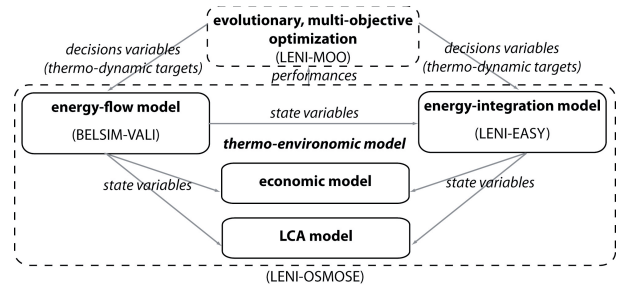 evolutionary, multi-objective
optimization
(LENI-MOO)
decisions variables
(thermo-dynamic targets)
decisions variables
(thermo-dynamic targets)
performances
energy-flow model
(BELSIM-VALI)
state variables
energy-integration model
(LENI-EASY)
thermo-environomic model
state variables
economic model
state variables
LCA model
(LENI-OSMOSE)